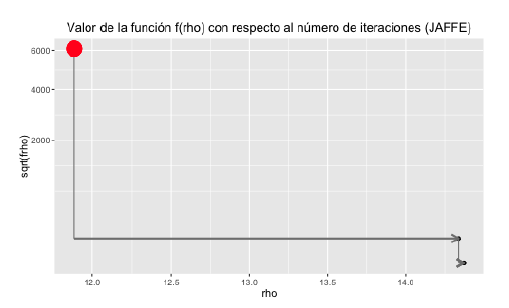 Valor de la función f(rho) con respecto al número de iteraciones (JAFFE)
6000
4000
2000
sqrt(frho)
12.0 12.5 13.0 13.5 14.0
rho